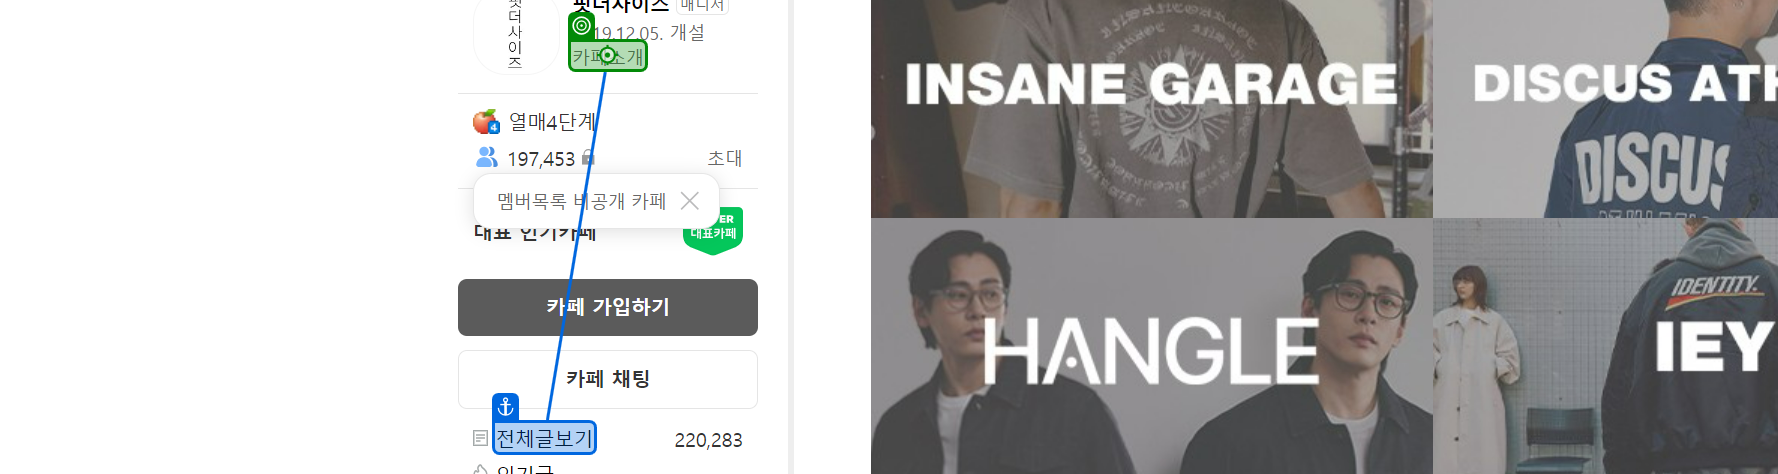 핏더사이즈
핏더사이즈 매니저
19.12.05. 개설
카페소개
4 열매4단계
197,453 초대
멤버목록 비공개 카페
대표 인기카페
대표카페
카페 가입하기
카페 채팅
전체글보기 220,283
인기글
INSANE GARAGE
DISCUS ATH
DISCUS
HANGLE
IDENTITY.
IEY